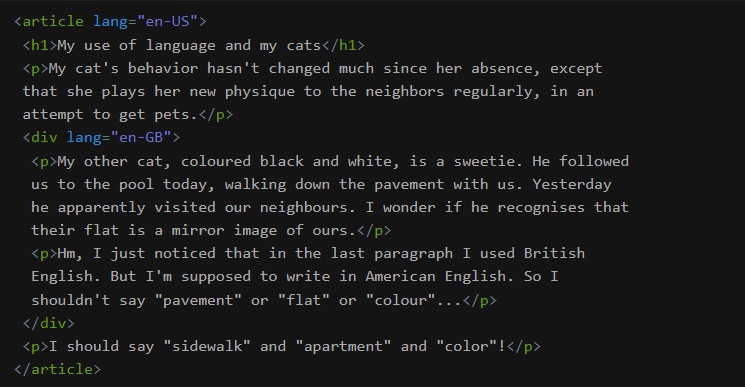 <article lang="en-US">
<h1>My use of language and my cats</h1>
<p>My cat's behavior hasn't changed much since her absence, except
that she plays her new physique to the neighbors regularly, in an
attempt to get pets.</p>
<div lang="en-GB">
<p>My other cat, coloured black and white, is a sweetie. He followed
us to the pool today, walking down the pavement with us. Yesterday
he apparently visited our neighbours. I wonder if he recognises that
their flat is a mirror image of ours.</p>
<p>Hm, I just noticed that in the last paragraph I used British
English. But I'm supposed to write in American English. So I
shouldn't say "pavement" or "flat" or "colour"...</p>
</div>
<p>I should say "sidewalk" and "apartment" and "color"!</p>
</article>